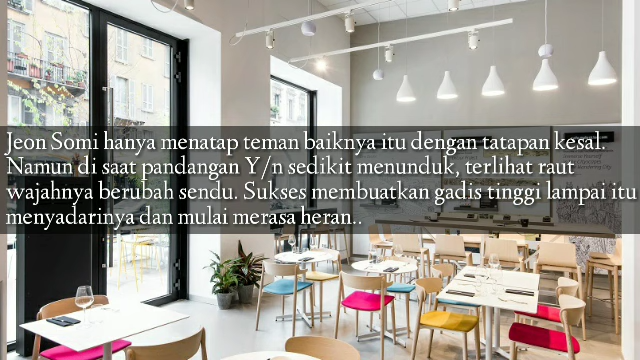 Jeon Somi hanya menatap teman baiknya itu dengan tatapan kesal.
Namun di saat pandangan Y/n sedikit menunduk, terlihat raut
wajahnya berubah sendu. Sukses membuatkan gadis tinggi lampai itu
menyadarinya dan mulai merasa heran..